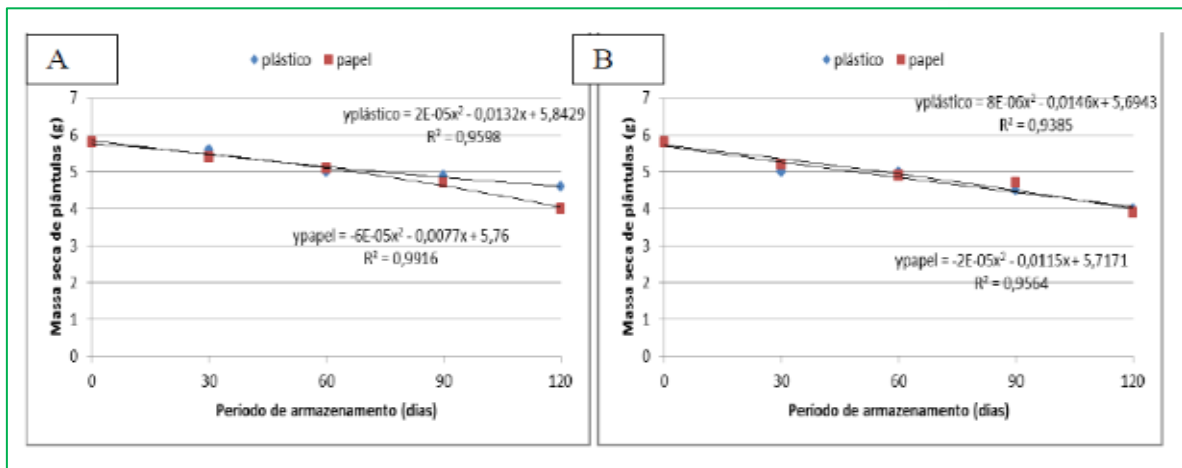 A
plástico papel
Massa seca de plântulas (g)
7
6
5
4
3
2
1
0
yplástico = 2E-05x² - 0,0132x + 5,8429
R² = 0,9598
ypapel = -6E-05x² - 0,0077x + 5,76
R² = 0,9916
0 30 60 90 120
Período de armazenamento (dias)
B
plástico papel
Massa seca de plântulas (g)
7
6
5
4
3
2
1
0
yplástico = 8E-06x² - 0,0146x + 5,6943
R² = 0,9385
ypapel = -2E-05x² - 0,0115x + 5,7171
R² = 0,9564
0 30 60 90 120
Período de armazenamento (dias)